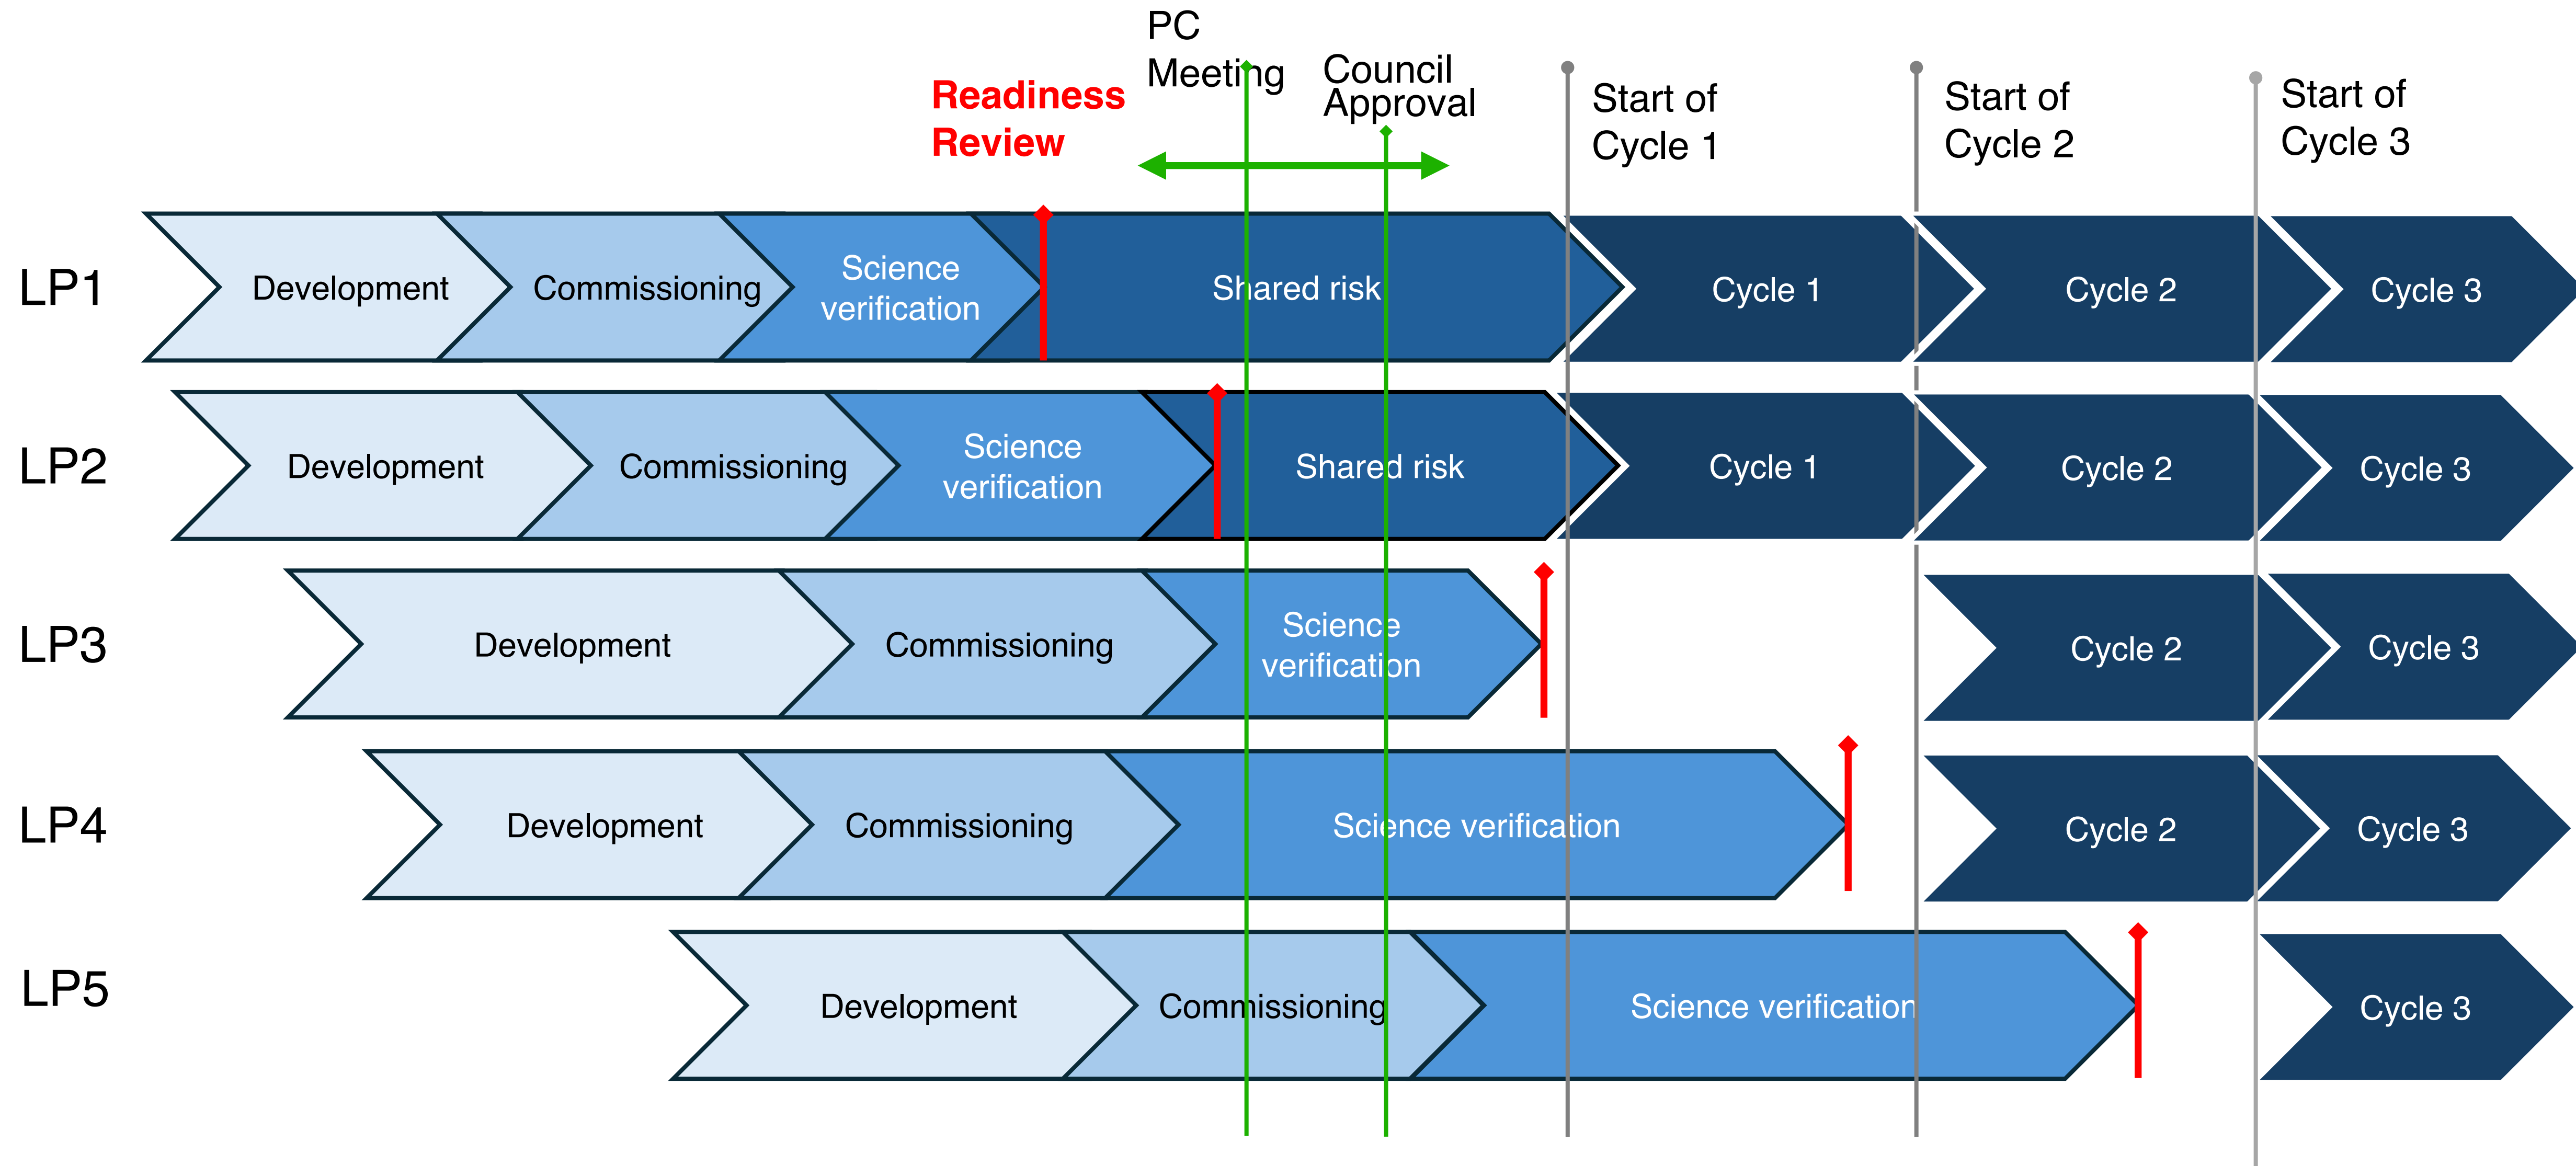 PC
Meeting
Council
Approval
Readiness
Review
Start of
Cycle 1
Start of
Cycle 2
Start of
Cycle 3
LP1
Development
Commissioning
Science
verification
Shared risk
Cycle 1
Cycle 2
Cycle 3
LP2
Development
Commissioning
Science
verification
Shared risk
Cycle 1
Cycle 2
Cycle 3
LP3
Development
Commissioning
Science
verification
Cycle 2
Cycle 3
LP4
Development
Commissioning
Science verification
Cycle 2
Cycle 3
LP5
Development
Commissioning
Science verification
Cycle 3